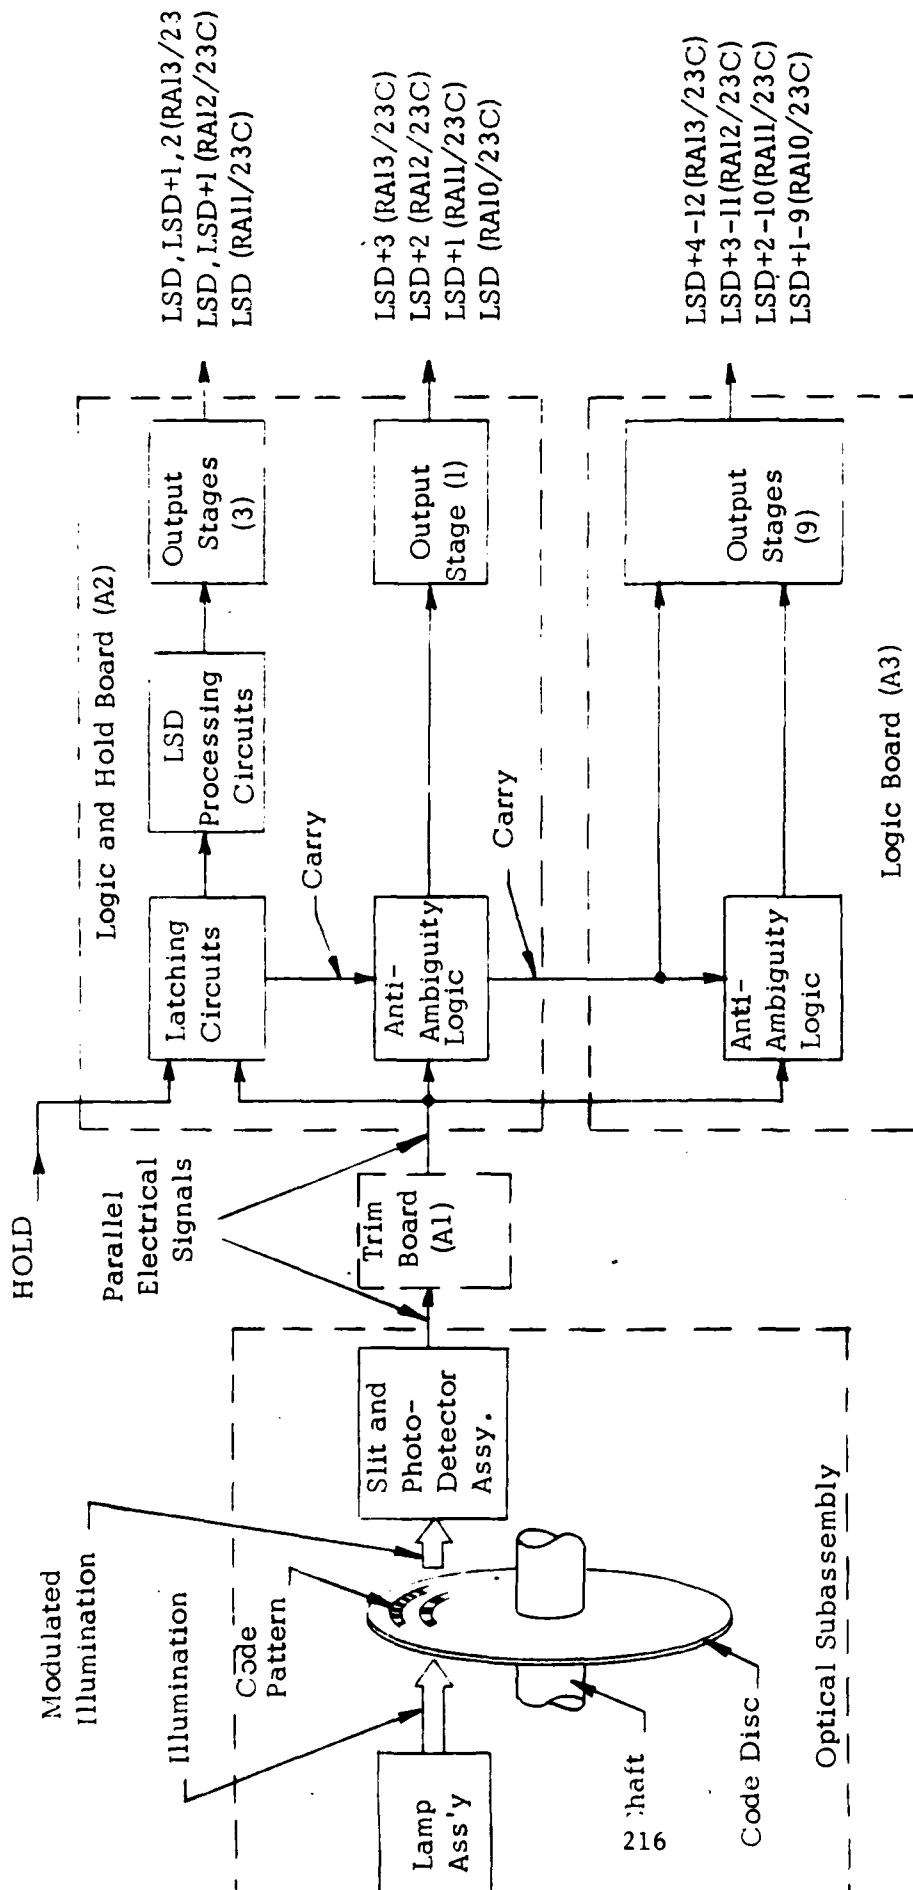 HOLD
Logic and Hold Board (A2)
Latching
Circuits
LSD
Processing
Circuits
Output
Stages
(3)
LSD, LSD+1, 2 (RA13/23
LSD, LSD+1 (RA12/23C)
LSD (RA11/23C)
Carry
Modulated
Illumination
Illumination
Code
Pattern
Parallel
Electrical
Signals
Lamp
Ass'y
Slit and
Photo-
Detector
Assy.
Trim
Board
(A1)
Anti-
Ambiguity
Logic
Output
Stage (1)
LSD+3 (RA13/23C)
LSD+2 (RA12/23C)
LSD+1 (RA11/23C)
LSD (RA10/23C)
Carry
haft
216
Code Disc
Optical Subassembly
Anti-
Ambiguity
Logic
Output
Stages
(9)
LSD+4-12 (RA13/23C)
LSD+3-11 (RA12/23C)
LSD+2-10 (RA11/23C)
LSD+1-9 (RA10/23C)
Logic Board (A3)